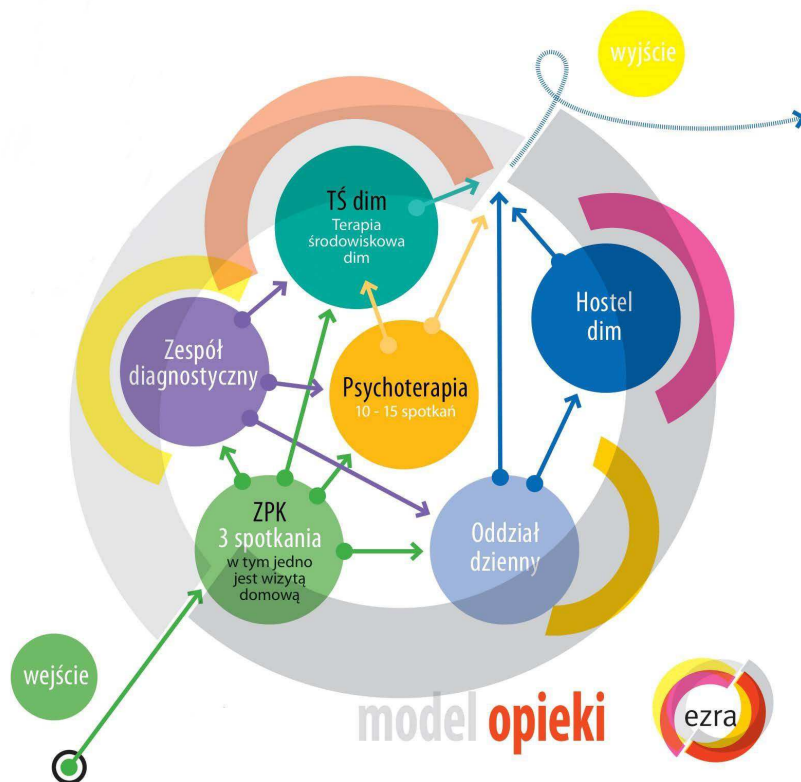 wyjście
TŚ dim
Terapia
środowiskowa
dim
Hostel
dim
Zespół
diagnostyczny
Psychoterapia
10 - 15 spotkań
ZPK
3 spotkania
w tym jedno
jest wizytą
domową
Oddział
dzienny
wejście
model opieki
ezra